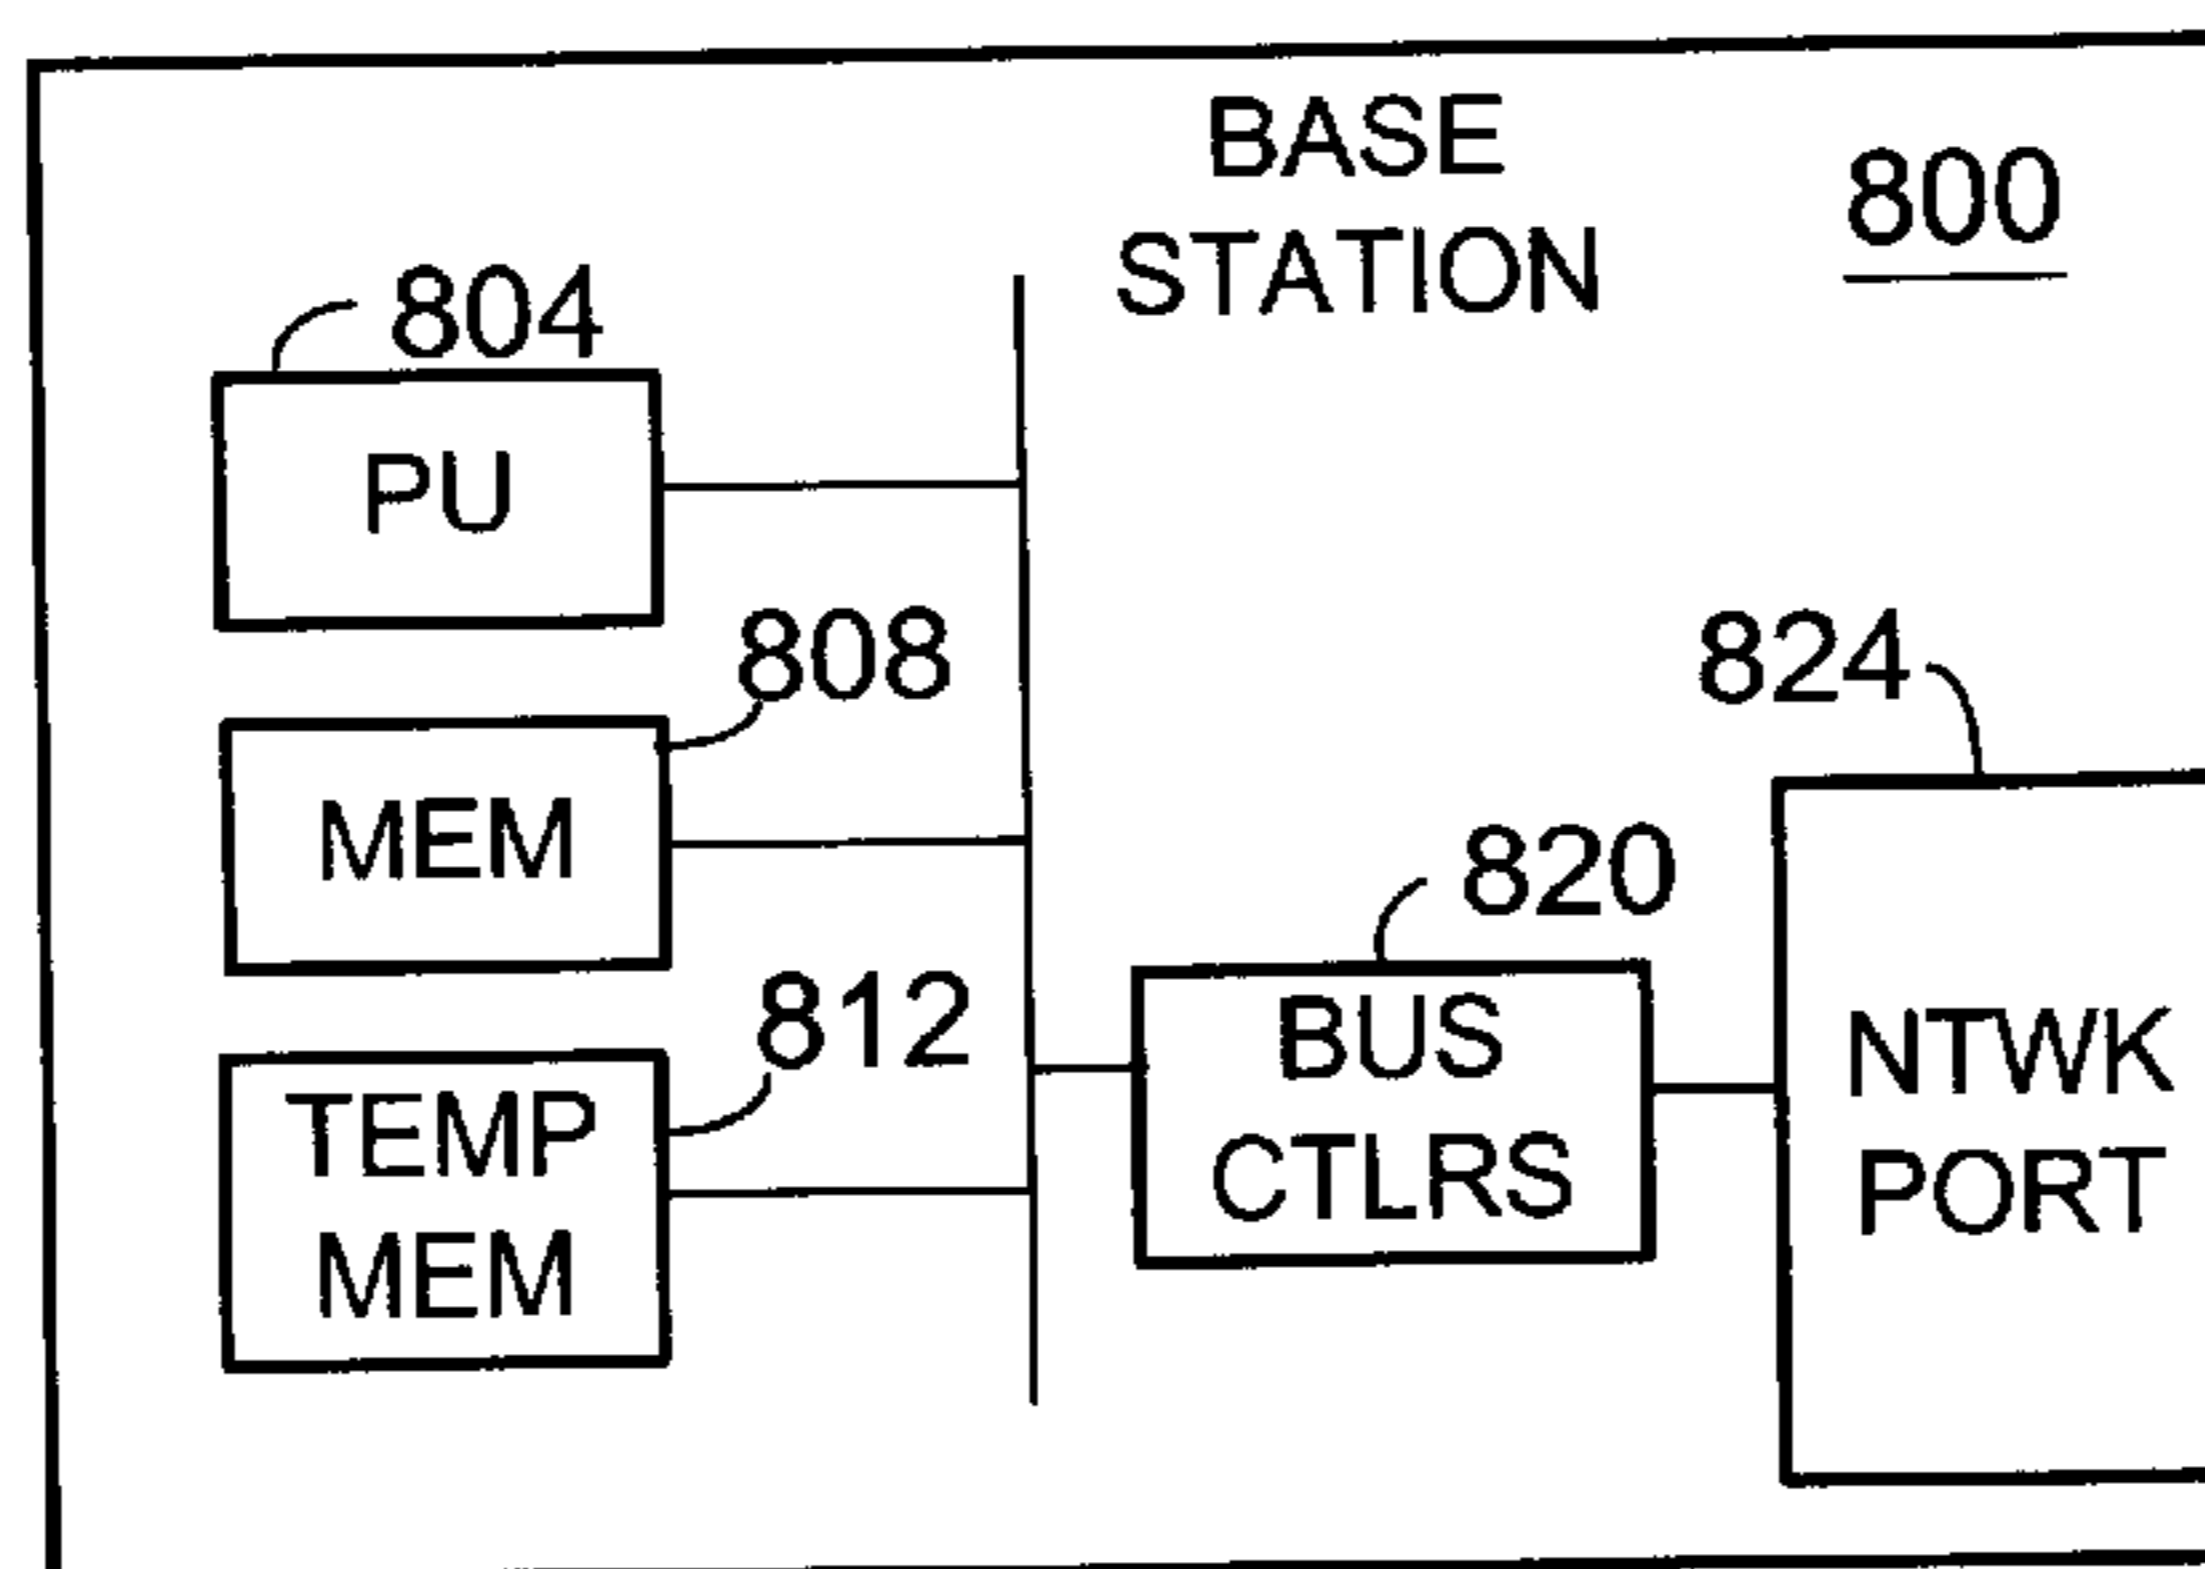 BASE
STATION
800
804
PU
808
MEM
812
TEMP
MEM
820
BUS
CTLRS
824
NTWK
PORT